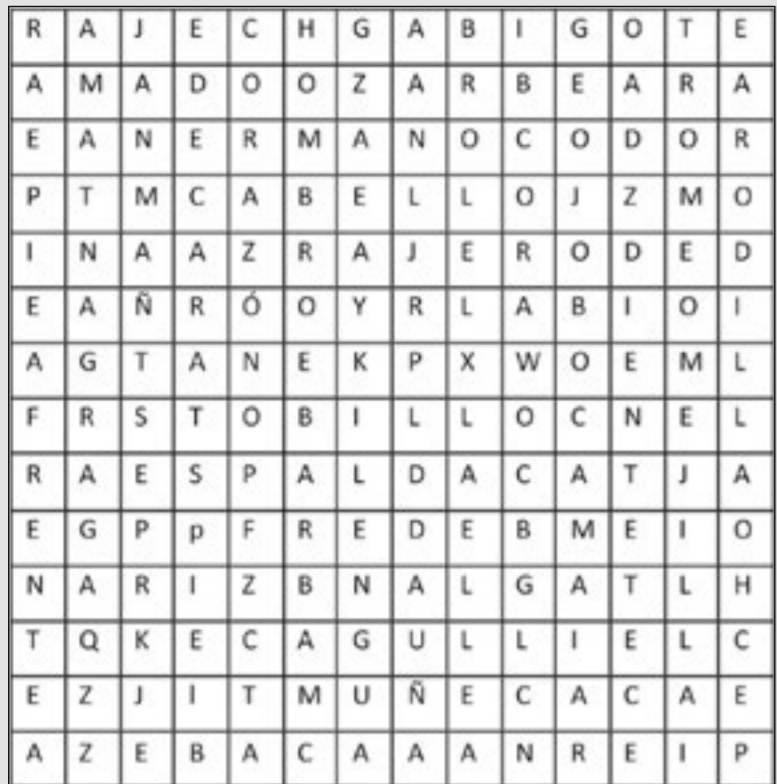 R A J E C H G A B I G O T E
A M A D O O Z A R B E A R A
E A N E R M A N O C O D O R
P T M C A B E L L O J Z M O
I N A A Z R A J E R O D E D
E A Ñ R Ó O Y R L A B I O I
A G T A N E K P X W O E M L
F R S T O B I L L O C N E L
R A E S P A L D A C A T J A
E G P p F R E D E B M E I O
N A R I Z B N A L G A T L H
T Q K E C A G U L L I E L C
E Z J I T M U Ñ E C A C A E
A Z E B A C A A A N R E I P